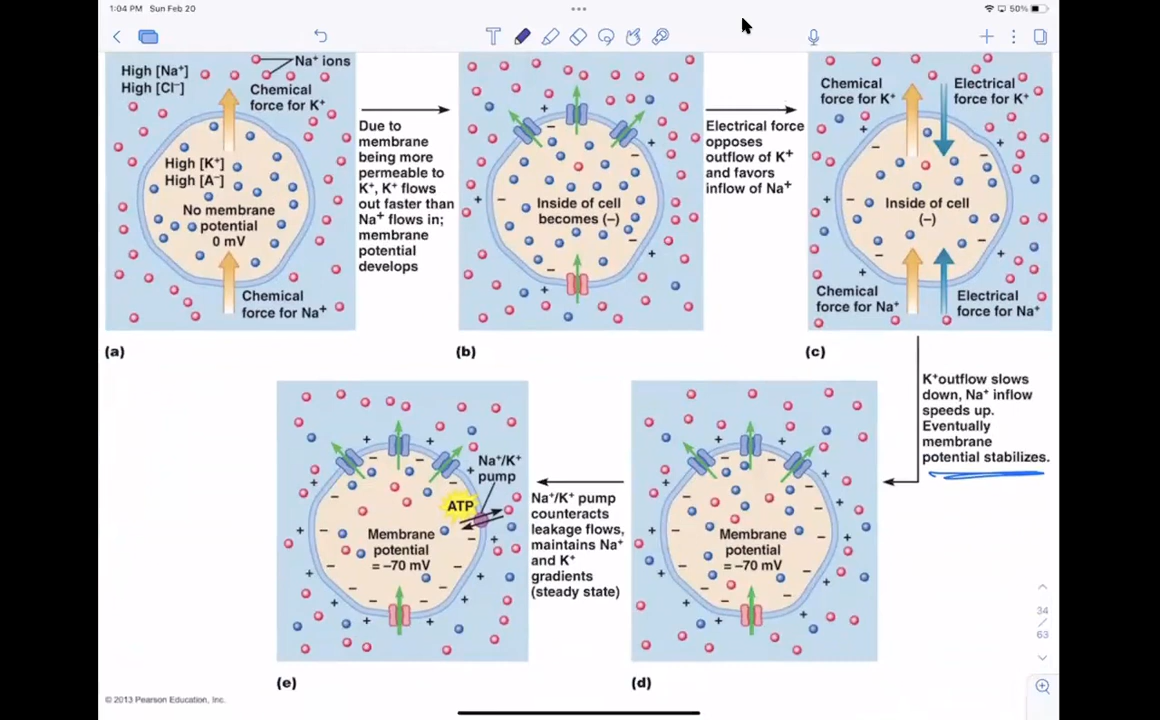 1:04 PM Sun Feb 20
50%
High [Na⁺]
High [Cl⁻]
Na⁺ ions
Chemical
force for K⁺
High [K⁺]
High [A⁻]
No membrane
potential
0 mV
Chemical
force for Na⁺
(a)
Due to
membrane
being more
permeable to
K⁺, K⁺ flows
out faster than
Na⁺ flows in;
membrane
potential
develops
Inside of cell
becomes (–)
(b)
Electrical force
opposes
outflow of K⁺
and favors
inflow of Na⁺
Chemical
force for K⁺
Electrical
force for K⁺
Inside of cell
(–)
Chemical
force for Na⁺
Electrical
force for Na⁺
(c)
K⁺outflow slows
down, Na⁺ inflow
speeds up.
Eventually
membrane
potential stabilizes.
Membrane
potential
= –70 mV
(d)
Na⁺/K⁺ pump
counteracts
leakage flows,
maintains Na⁺
and K⁺
gradients
(steady state)
Na⁺/K⁺
pump
ATP
Membrane
potential
= –70 mV
(e)
34
/
63
© 2013 Pearson Education, Inc.